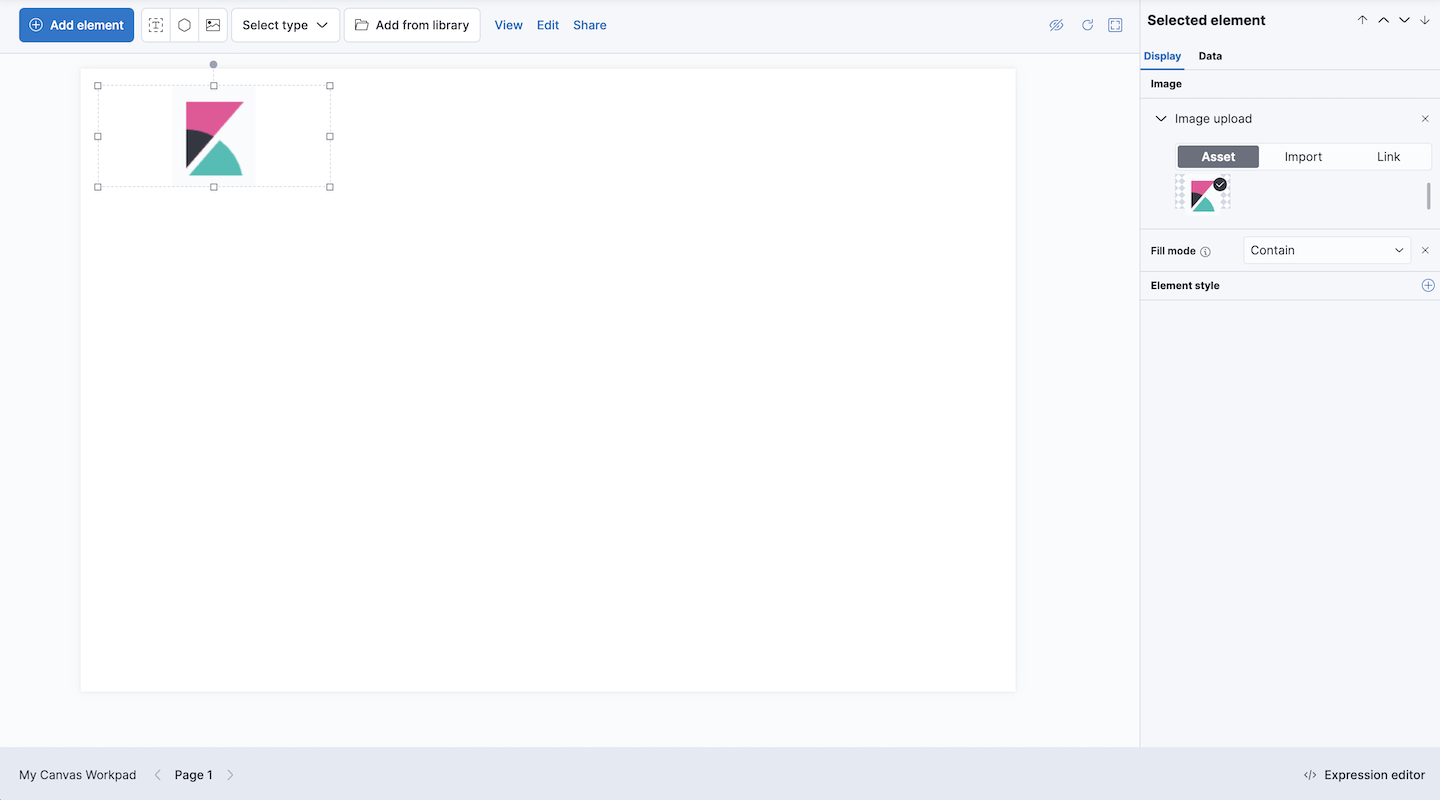 Add element Select type Add from library View Edit Share
Selected element
Display Data
Image
Image upload
Asset Import Link
Fill mode Contain
Element style
My Canvas Workpad Page 1 </> Expression editor